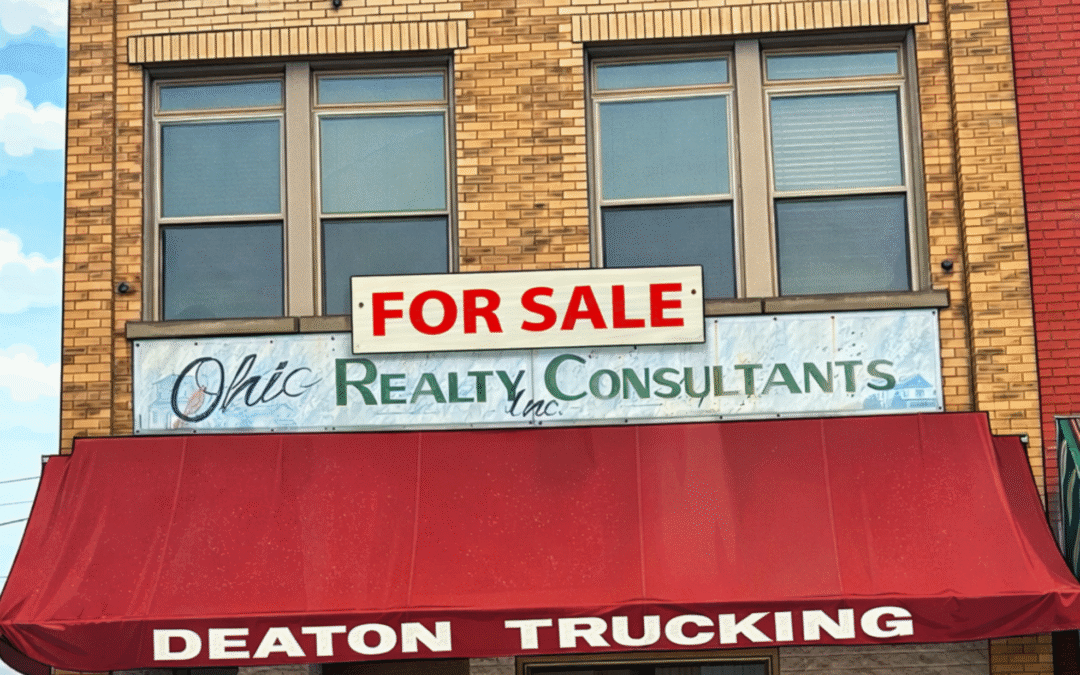 FOR SALE
Ohic REALTY CONSULTANTS
Inc.
DEATON TRUCKING